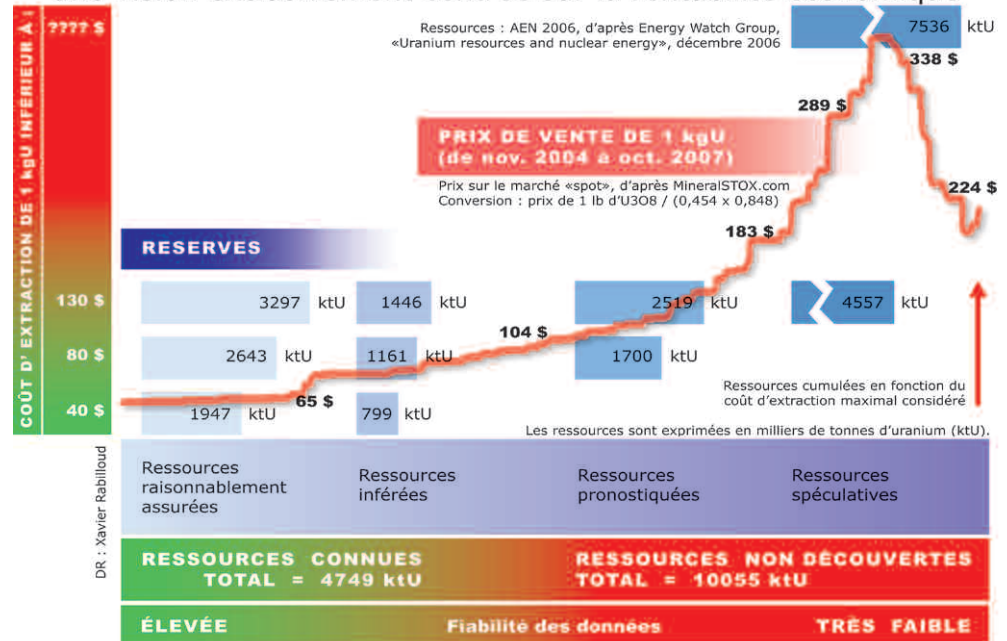 COÛT D' EXTRACTION DE 1 kgU INFÉRIEUR À :
???? $
130 $
80 $
40 $
Ressources : AEN 2006, d'après Energy Watch Group,
«Uranium resources and nuclear energy», décembre 2006
7536 ktU
338 $
289 $
PRIX DE VENTE DE 1 kgU
(de nov. 2004 à oct. 2007)
Prix sur le marché «spot», d'après MineralSTOX.com
Conversion : prix de 1 lb d'U3O8 / (0,454 x 0,848)
224 $
183 $
RESERVES
3297 ktU
1446 ktU
2519 ktU
4557 ktU
104 $
2643 ktU
1161 ktU
1700 ktU
65 $
1947 ktU
799 ktU
Ressources cumulées en fonction du
coût d'extraction maximal considéré
Les ressources sont exprimées en milliers de tonnes d'uranium (ktU).
DR : Xavier Rabilloud
Ressources
raisonnablement
assurées
Ressources
inférées
Ressources
pronostiquées
Ressources
spéculatives
RESSOURCES CONNUES
TOTAL = 4749 ktU
RESSOURCES NON DÉCOUVERTES
TOTAL = 10055 ktU
ÉLEVÉE
Fiabilité des données
TRÈS FAIBLE